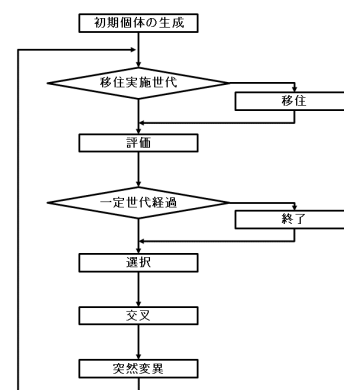 初期個体の生成
移住実施世代
移住
評価
一定世代経過
終了
選択
交叉
突然変異